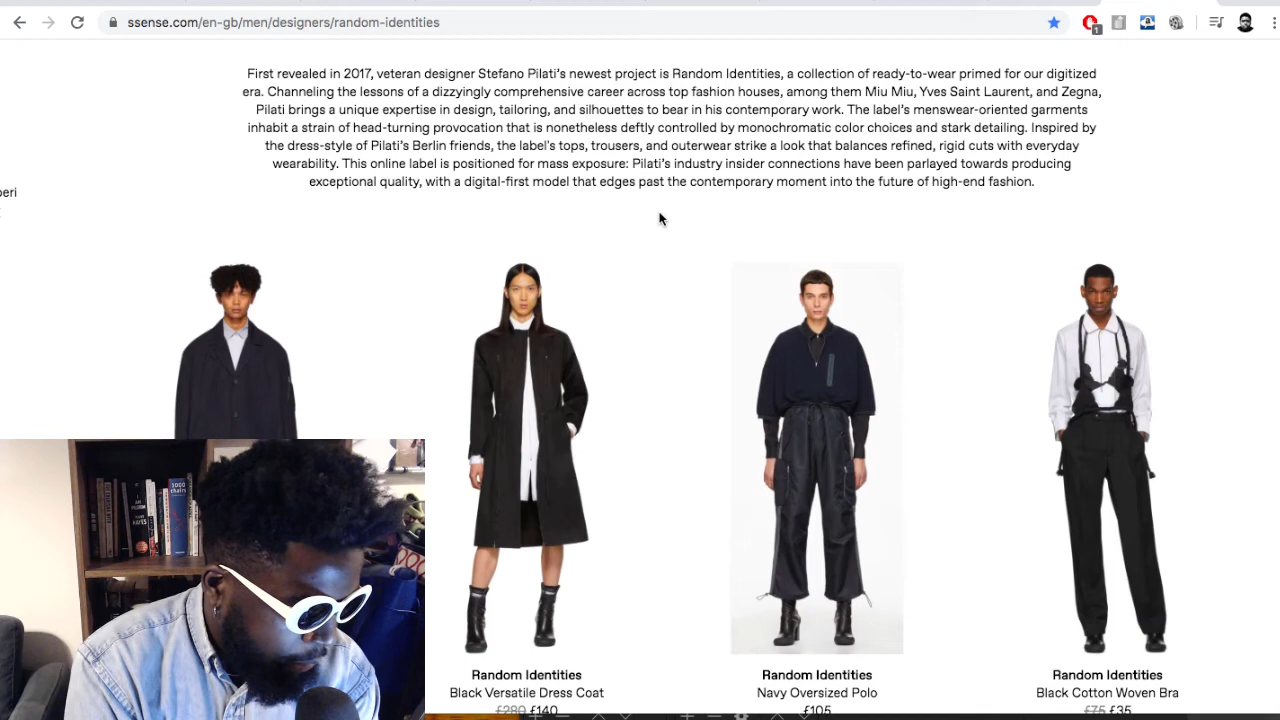 ssense.com/en-gb/men/designers/random-identities
1
First revealed in 2017, veteran designer Stefano Pilati’s newest project is Random Identities, a collection of ready-to-wear primed for our digitized
era. Channeling the lessons of a dizzyingly comprehensive career across top fashion houses, among them Miu Miu, Yves Saint Laurent, and Zegna,
Pilati brings a unique expertise in design, tailoring, and silhouettes to bear in his contemporary work. The label’s menswear-oriented garments
inhabit a strain of head-turning provocation that is nonetheless deftly controlled by monochromatic color choices and stark detailing. Inspired by
the dress-style of Pilati’s Berlin friends, the label's tops, trousers, and outerwear strike a look that balances refined, rigid cuts with everyday
wearability. This online label is positioned for mass exposure: Pilati’s industry insider connections have been parlayed towards producing
exceptional quality, with a digital-first model that edges past the contemporary moment into the future of high-end fashion.
peri
1000
chairs
Random Identities
Black Versatile Dress Coat
£280 £140
Random Identities
Navy Oversized Polo
£105
Random Identities
Black Cotton Woven Bra
£75 £35